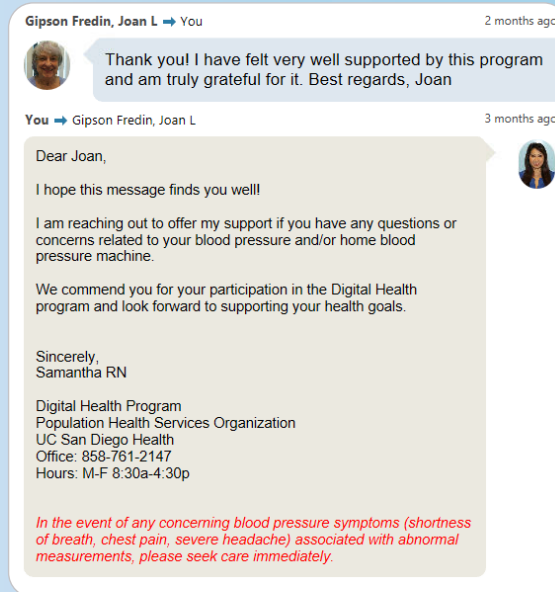 Gipson Fredin, Joan L ➡ You
2 months ago
Thank you! I have felt very well supported by this program
and am truly grateful for it. Best regards, Joan
You ➡ Gipson Fredin, Joan L
3 months ago
Dear Joan,
I hope this message finds you well!
I am reaching out to offer my support if you have any questions or
concerns related to your blood pressure and/or home blood
pressure machine.
We commend you for your participation in the Digital Health
program and look forward to supporting your health goals.
Sincerely,
Samantha RN
Digital Health Program
Population Health Services Organization
UC San Diego Health
Office: 858-761-2147
Hours: M-F 8:30a-4:30p
In the event of any concerning blood pressure symptoms (shortness
of breath, chest pain, severe headache) associated with abnormal
measurements, please seek care immediately.